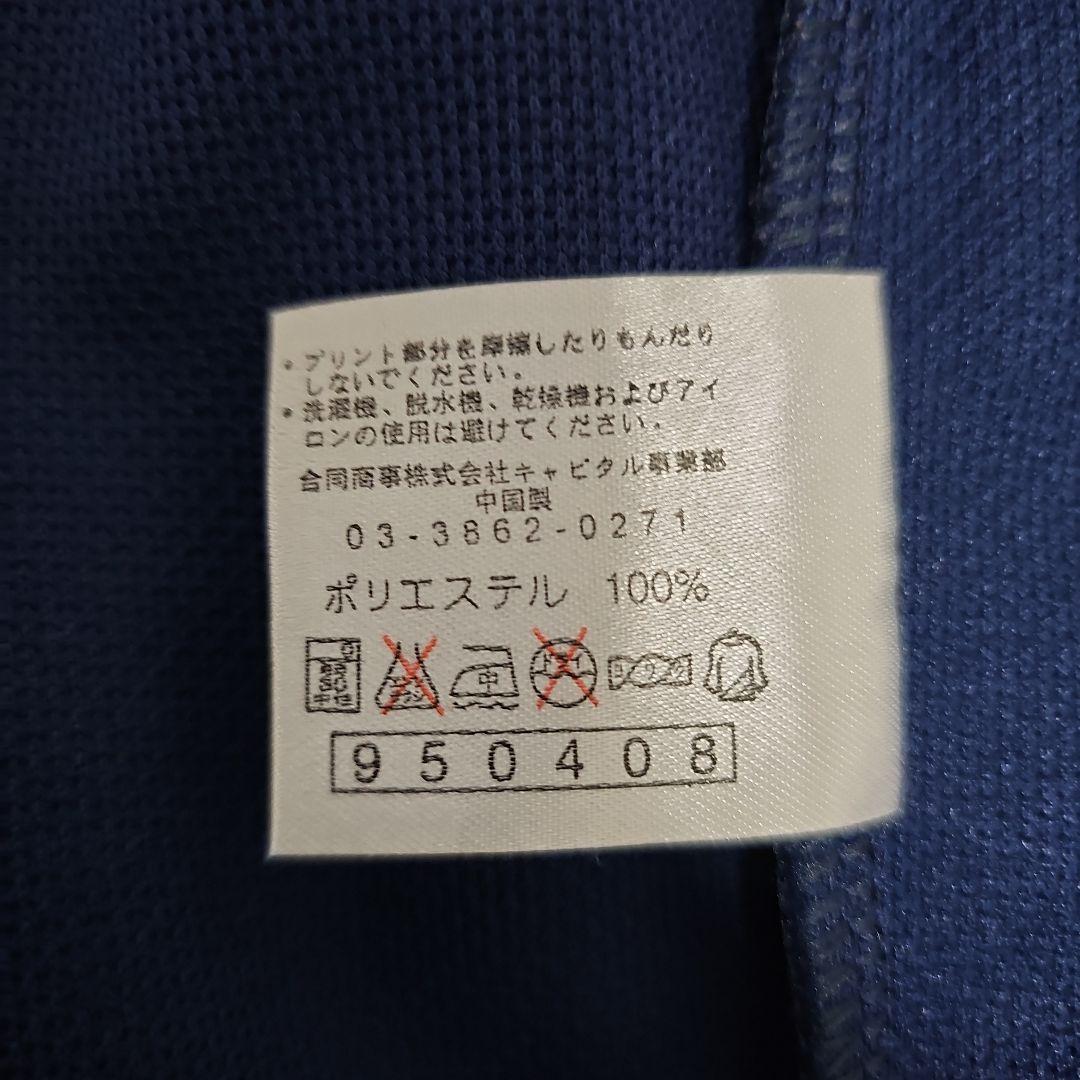 ・プリント部分を摩擦したりもんだり
しないでください。
・洗濯機、脱水機、乾燥機およびアイ
ロンの使用は避けてください。
合同商事株式会社キャピタル事業部
中国製
03-3862-0271
ポリエステル 100%
中
950408